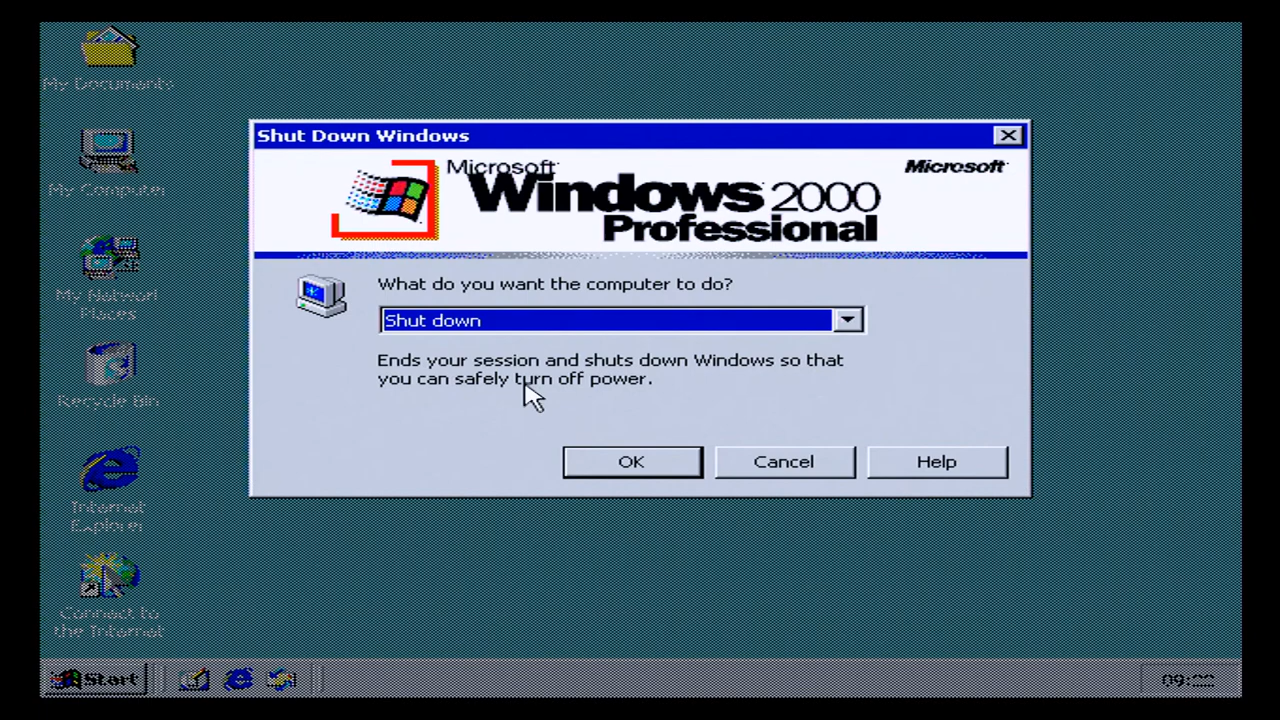 My Documents
My Computer
My Network
Places
Recycle Bin
Internet
Explorer
Connect to
the Internet
Shut Down Windows
Microsoft
Windows 2000
Professional
Microsoft
What do you want the computer to do?
Shut down
Ends your session and shuts down Windows so that
you can safely turn off power.
OK
Cancel
Help
Start